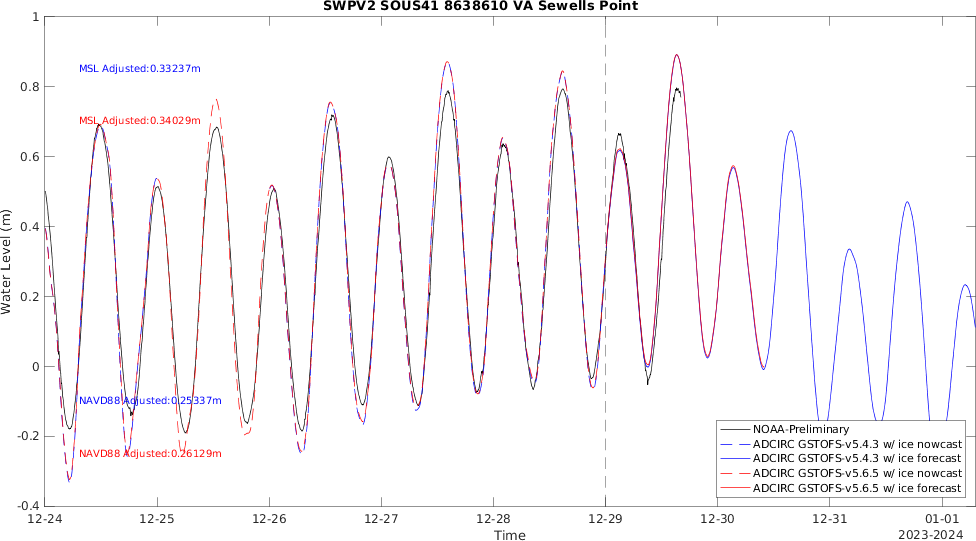 SWPV2 SOUS41 8638610 VA Sewells Point
1
0.8
0.6
0.4
0.2
0
-0.2
-0.4
Water Level (m)
MSL Adjusted:0.33237m
MSL Adjusted:0.34029m
NAVD88 Adjusted:0.25337m
NAVD88 Adjusted:0.26129m
NOAA-Preliminary
ADCIRC GSTOFS-v5.4.3 w/ ice nowcast
ADCIRC GSTOFS-v5.4.3 w/ ice forecast
ADCIRC GSTOFS-v5.6.5 w/ ice nowcast
ADCIRC GSTOFS-v5.6.5 w/ ice forecast
12-24 12-25 12-26 12-27 12-28 12-29 12-30 12-31 01-01
Time
2023-2024